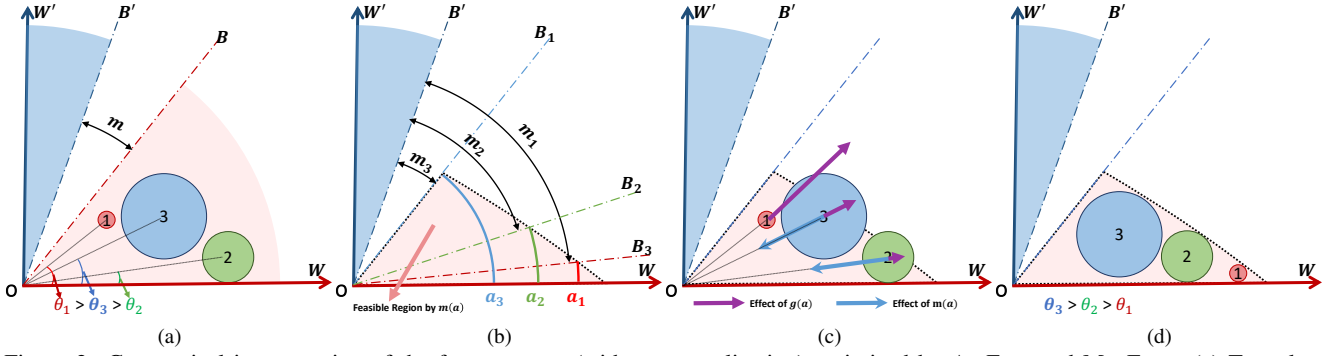 W′
B′
B
m
1
3
2
W
O
θ₁ > θ₃ > θ₂
(a)
W′
B′
B₁
m₁
m₂
m₃
B₂
B₃
W
O
a₃
a₂
a₁
Feasible Region by m(a)
(b)
W′
B′
1
3
2
W
O
Effect of g(a)
Effect of m(a)
(c)
W′
B′
3
2
1
W
O
θ₃ > θ₂ > θ₁
(d)